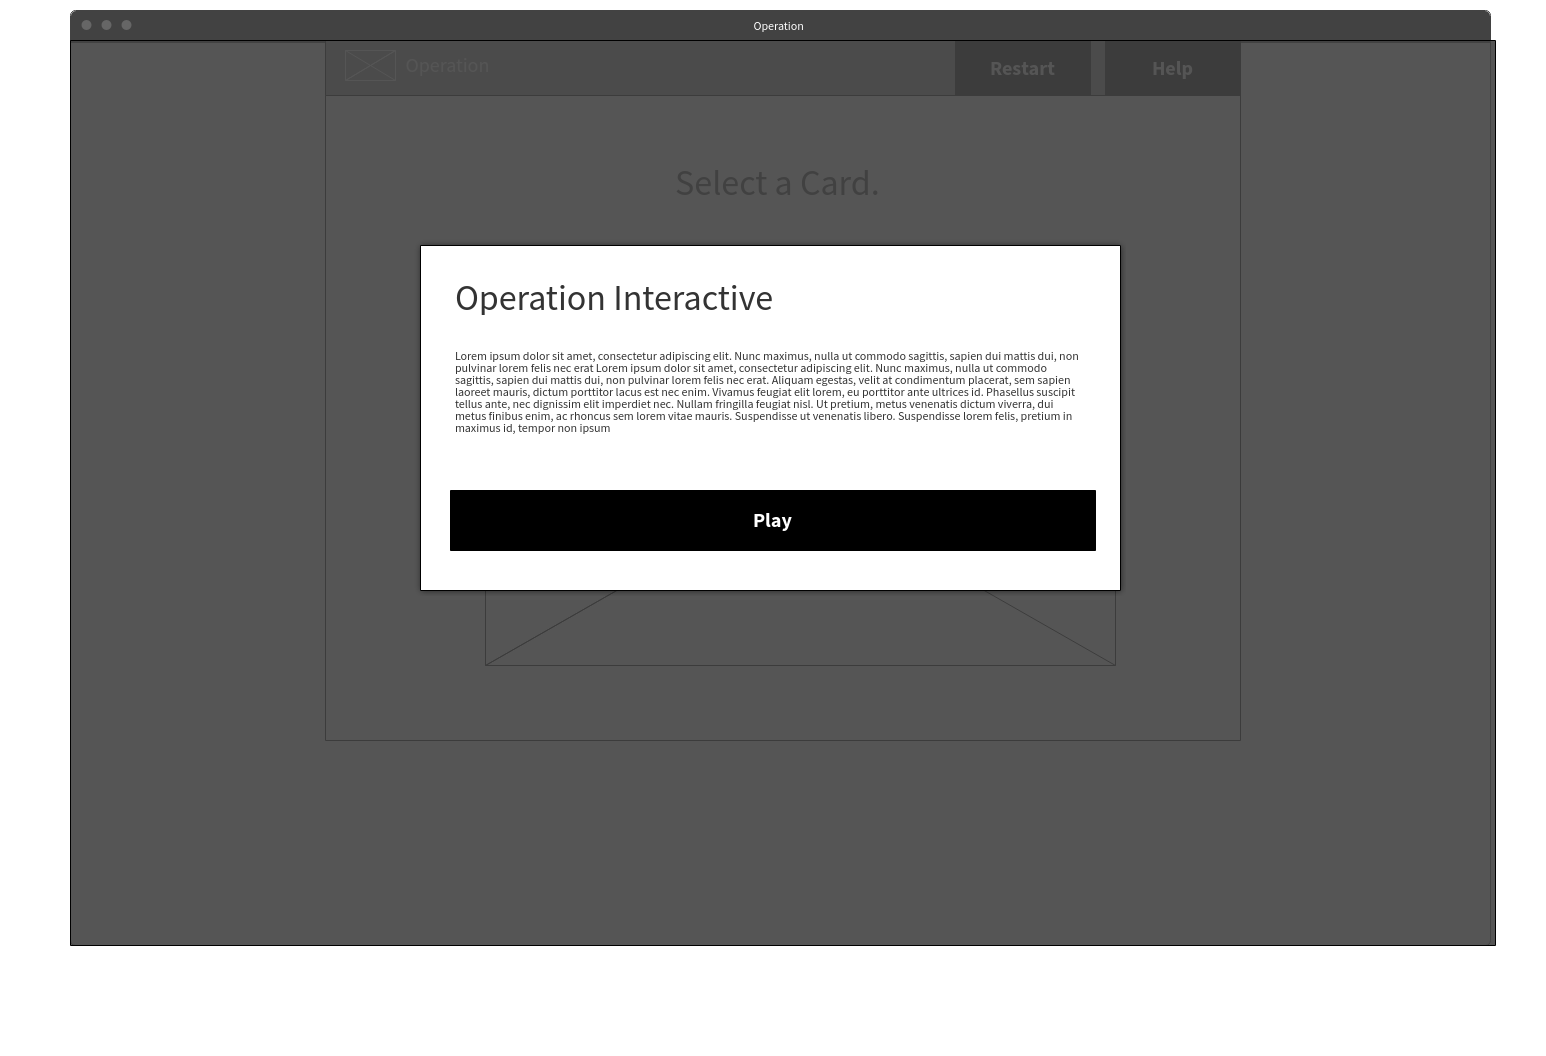 Operation
Operation
Restart
Help
Select a Card.
Operation Interactive
Lorem ipsum dolor sit amet, consectetur adipiscing elit. Nunc maximus, nulla ut commodo sagittis, sapien dui mattis dui, non
pulvinar lorem felis nec erat Lorem ipsum dolor sit amet, consectetur adipiscing elit. Nunc maximus, nulla ut commodo
sagittis, sapien dui mattis dui, non pulvinar lorem felis nec erat. Aliquam egestas, velit at condimentum placerat, sem sapien
laoreet mauris, dictum porttitor lacus est nec enim. Vivamus feugiat elit lorem, eu porttitor ante ultrices id. Phasellus suscipit
tellus ante, nec dignissim elit imperdiet nec. Nullam fringilla feugiat nisl. Ut pretium, metus venenatis dictum viverra, dui
metus finibus enim, ac rhoncus sem lorem vitae mauris. Suspendisse ut venenatis libero. Suspendisse lorem felis, pretium in
maximus id, tempor non ipsum
Play